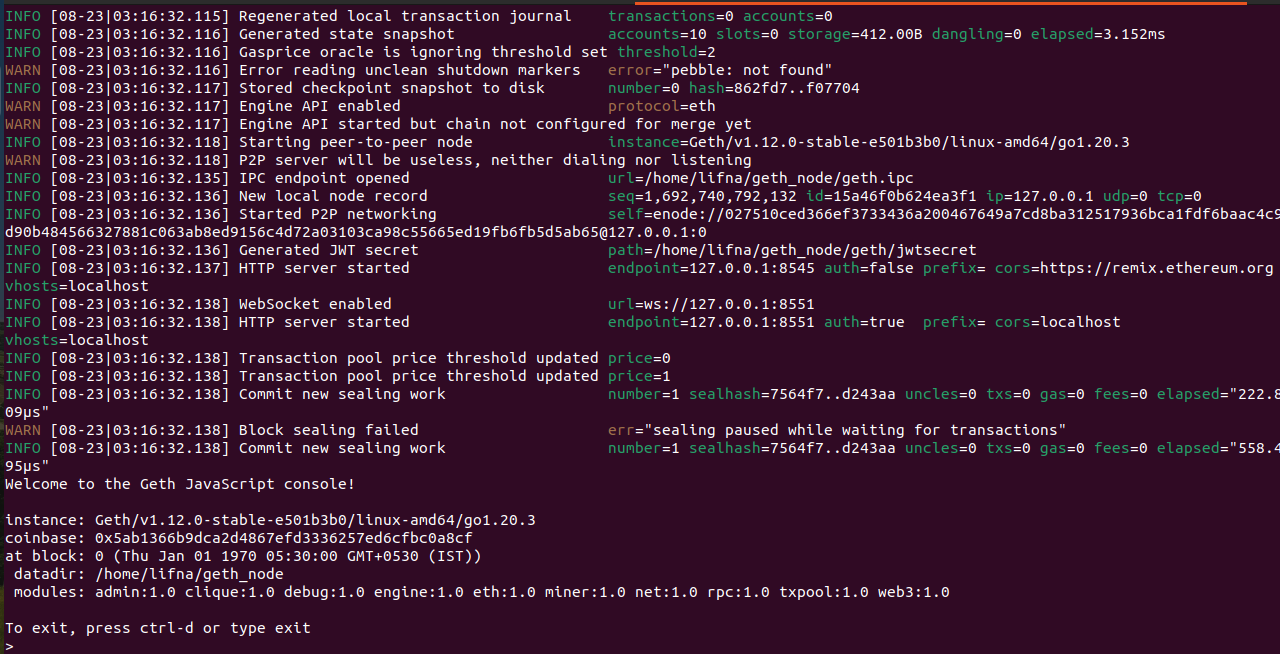 INFO [08-23|03:16:32.115] Regenerated local transaction journal    transactions=0 accounts=0
INFO [08-23|03:16:32.116] Generated state snapshot                 accounts=10 slots=0 storage=412.00B dangling=0 elapsed=3.152ms
INFO [08-23|03:16:32.116] Gasprice oracle is ignoring threshold set threshold=2
WARN [08-23|03:16:32.116] Error reading unclean shutdown markers   error="pebble: not found"
INFO [08-23|03:16:32.117] Stored checkpoint snapshot to disk       number=0 hash=862fd7..f07704
WARN [08-23|03:16:32.117] Engine API enabled                       protocol=eth
WARN [08-23|03:16:32.117] Engine API started but chain not configured for merge yet
INFO [08-23|03:16:32.118] Starting peer-to-peer node               instance=Geth/v1.12.0-stable-e501b3b0/linux-amd64/go1.20.3
WARN [08-23|03:16:32.118] P2P server will be useless, neither dialing nor listening
INFO [08-23|03:16:32.135] IPC endpoint opened                      url=/home/lifna/geth_node/geth.ipc
INFO [08-23|03:16:32.136] New local node record                    seq=1,692,740,792,132 id=15a46f0b624ea3f1 ip=127.0.0.1 udp=0 tcp=0
INFO [08-23|03:16:32.136] Started P2P networking                   self=enode://027510ced366ef3733436a200467649a7cd8ba312517936bca1fdf6baac4c9
d90b484566327881c063ab8ed9156c4d72a03103ca98c55665ed19fb6fb5d5ab65@127.0.0.1:0
INFO [08-23|03:16:32.136] Generated JWT secret                     path=/home/lifna/geth_node/geth/jwtsecret
INFO [08-23|03:16:32.137] HTTP server started                      endpoint=127.0.0.1:8545 auth=false prefix= cors=https://remix.ethereum.org
vhosts=localhost
INFO [08-23|03:16:32.138] WebSocket enabled                        url=ws://127.0.0.1:8551
INFO [08-23|03:16:32.138] HTTP server started                      endpoint=127.0.0.1:8551 auth=true  prefix= cors=localhost
vhosts=localhost
INFO [08-23|03:16:32.138] Transaction pool price threshold updated price=0
INFO [08-23|03:16:32.138] Transaction pool price threshold updated price=1
INFO [08-23|03:16:32.138] Commit new sealing work                  number=1 sealhash=7564f7..d243aa uncles=0 txs=0 gas=0 fees=0 elapsed="222.8
09µs"
WARN [08-23|03:16:32.138] Block sealing failed                     err="sealing paused while waiting for transactions"
INFO [08-23|03:16:32.138] Commit new sealing work                  number=1 sealhash=7564f7..d243aa uncles=0 txs=0 gas=0 fees=0 elapsed="558.4
95µs"
Welcome to the Geth JavaScript console!

instance: Geth/v1.12.0-stable-e501b3b0/linux-amd64/go1.20.3
coinbase: 0x5ab1366b9dca2d4867efd3336257ed6cfbc0a8cf
at block: 0 (Thu Jan 01 1970 05:30:00 GMT+0530 (IST))
 datadir: /home/lifna/geth_node
 modules: admin:1.0 clique:1.0 debug:1.0 engine:1.0 eth:1.0 miner:1.0 net:1.0 rpc:1.0 txpool:1.0 web3:1.0

To exit, press ctrl-d or type exit
>